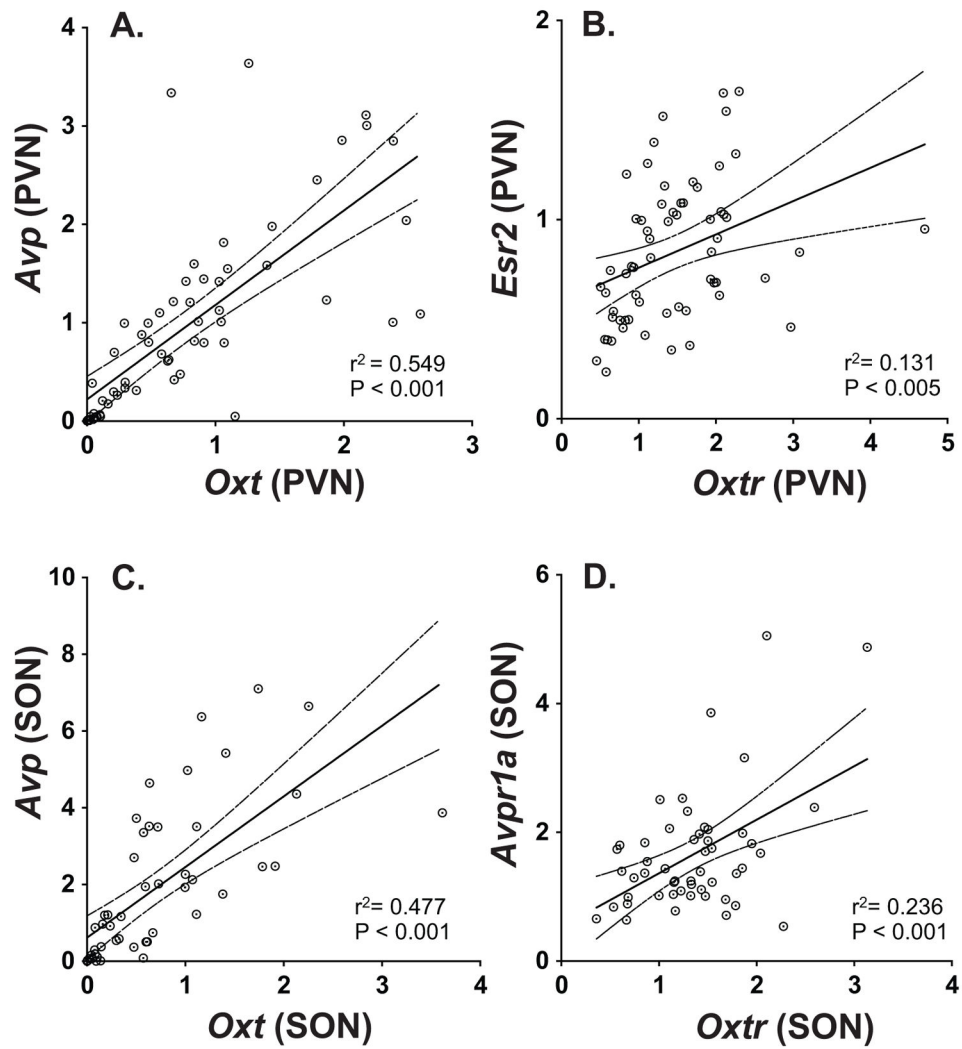 A.
4
3
2
1
0
Avp (PVN)
r² = 0.549
P < 0.001
0 1 2 3
Oxt (PVN)
B.
2
1
0
Esr2 (PVN)
r² = 0.131
P < 0.005
0 1 2 3 4 5
Oxtr (PVN)
C.
10
8
6
4
2
0
Avp (SON)
r² = 0.477
P < 0.001
0 1 2 3 4
Oxt (SON)
D.
6
4
2
0
Avpr1a (SON)
r² = 0.236
P < 0.001
0 1 2 3 4
Oxtr (SON)